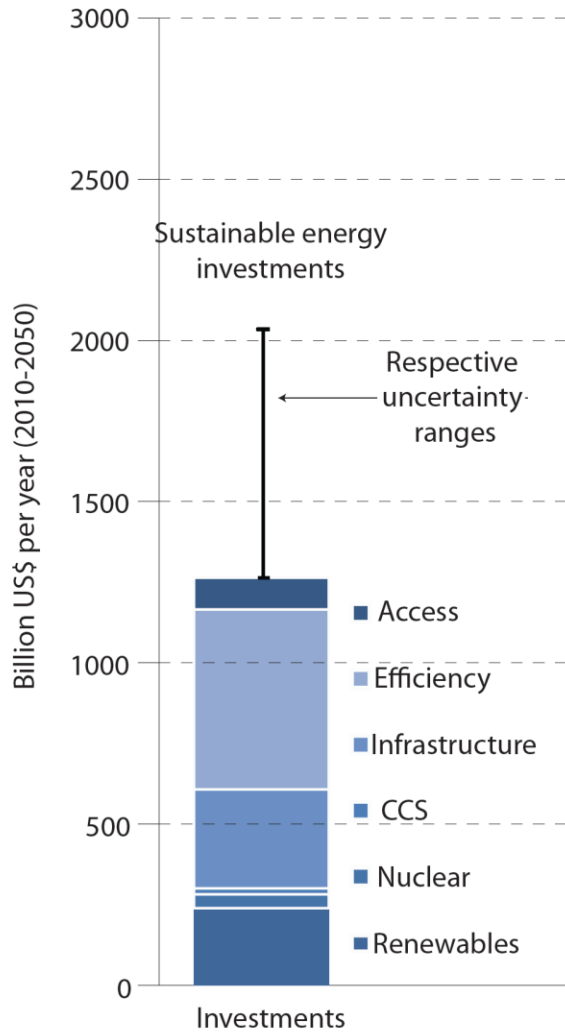 3000
2500
Sustainable energy
investments
2000
Respective
uncertainty
ranges
1500
Billion US$ per year (2010-2050)
Access
1000
Efficiency
Infrastructure
500
CCS
Nuclear
Renewables
0
Investments